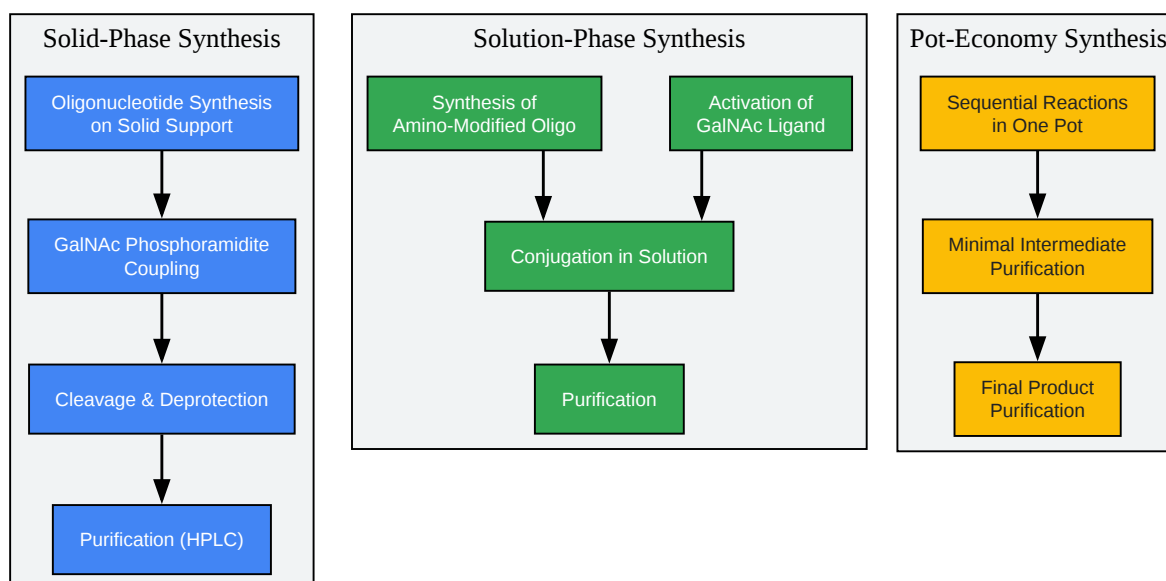 Solid-Phase Synthesis
Oligonucleotide Synthesis
on Solid Support
GalNAc Phosphoramidite
Coupling
Cleavage & Deprotection
Purification (HPLC)
Solution-Phase Synthesis
Synthesis of
Amino-Modified Oligo
Activation of
GalNAc Ligand
Conjugation in Solution
Purification
Pot-Economy Synthesis
Sequential Reactions
in One Pot
Minimal Intermediate
Purification
Final Product
Purification